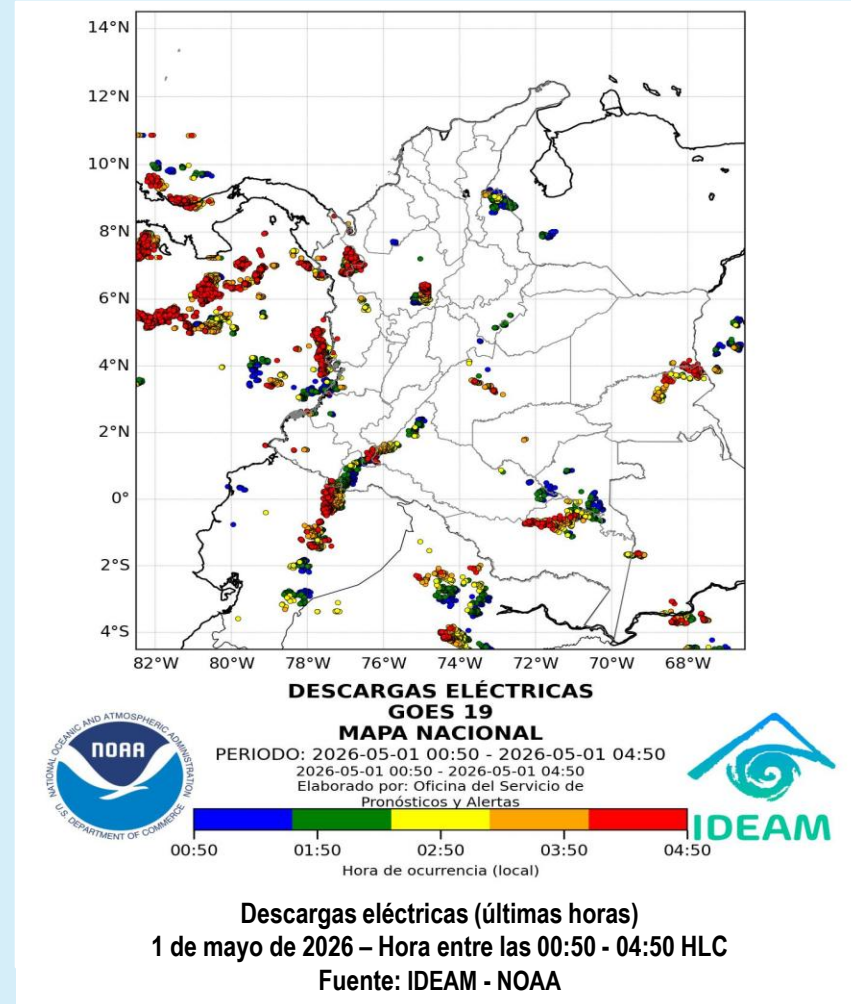 14°N
12°N
10°N
8°N
6°N
4°N
2°N
0°
2°S
4°S
82°W 80°W 78°W 76°W 74°W 72°W 70°W 68°W
DESCARGAS ELÉCTRICAS
GOES 19
MAPA NACIONAL
PERIODO: 2026-05-01 00:50 - 2026-05-01 04:50
2026-05-01 00:50 - 2026-05-01 04:50
Elaborado por: Oficina del Servicio de
Pronósticos y Alertas
NATIONAL OCEANIC AND ATMOSPHERIC ADMINISTRATION
NOAA
U.S. DEPARTMENT OF COMMERCE
IDEAM
00:50 01:50 02:50 03:50 04:50
Hora de ocurrencia (local)
Descargas eléctricas (últimas horas)
1 de mayo de 2026 – Hora entre las 00:50 - 04:50 HLC
Fuente: IDEAM - NOAA